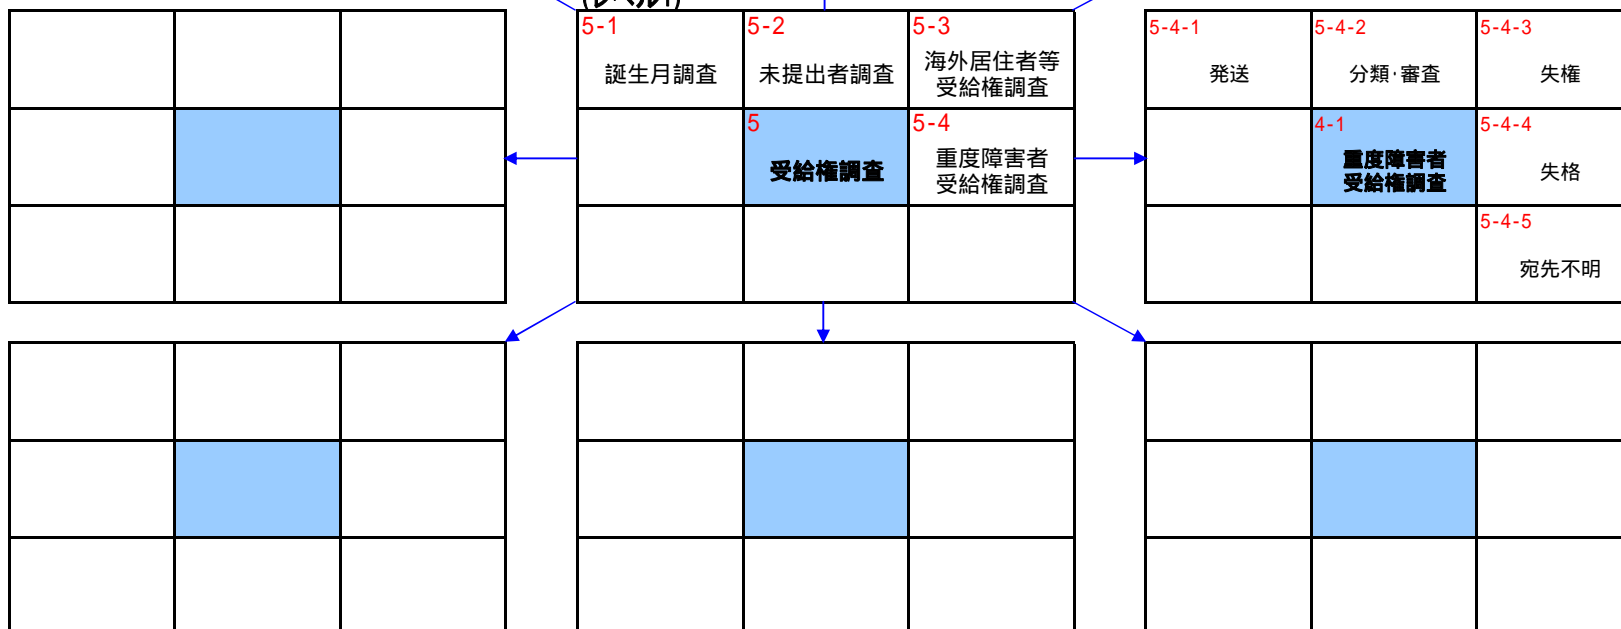 (レベル1)
5-1
誕生月調査
5-2
未提出者調査
5-3
海外居住者等
受給権調査
5
受給権調査
5-4
重度障害者
受給権調査
5-4-1
発送
5-4-2
分類・審査
5-4-3
失権
4-1
重度障害者
受給権調査
5-4-4
失格
5-4-5
宛先不明